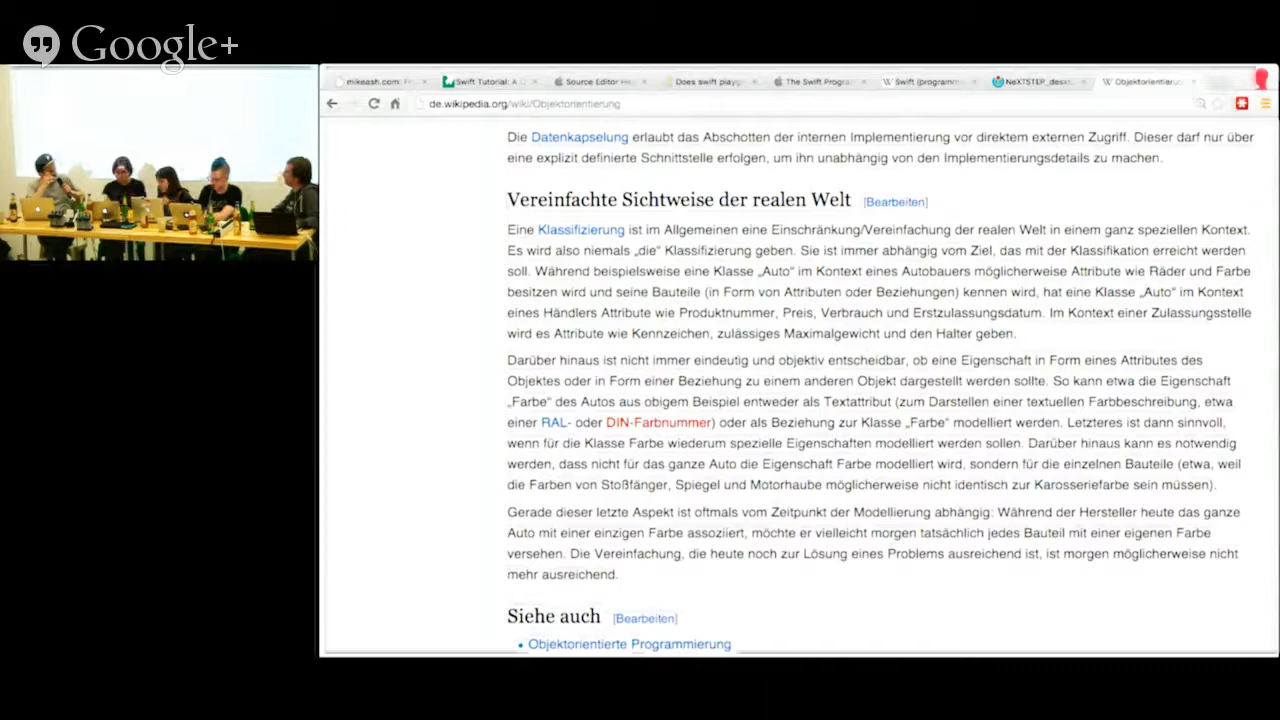 Google+
mikeash.com:
Swift Tutorial: A
Source Editor
Does swift
The Swift
Swift (programm
NeXTSTEP_des
Objektorientieru
de.wikipedia.org/wiki/Objektorientierung
Die Datenkapselung erlaubt das Abschotten der internen Implementierung vor direktem externen Zugriff. Dieser darf nur über
eine explizit definierte Schnittstelle erfolgen, um ihn unabhängig von den Implementierungsdetails zu machen.
Vereinfachte Sichtweise der realen Welt [Bearbeiten]
Eine Klassifizierung ist im Allgemeinen eine Einschränkung/Vereinfachung der realen Welt in einem ganz speziellen Kontext.
Es wird also niemals „die“ Klassifizierung geben. Sie ist immer abhängig vom Ziel, das mit der Klassifikation erreicht werden
soll. Während beispielsweise eine Klasse „Auto“ im Kontext eines Autobauers möglicherweise Attribute wie Räder und Farbe
besitzen wird und seine Bauteile (in Form von Attributen oder Beziehungen) kennen wird, hat eine Klasse „Auto“ im Kontext
eines Händlers Attribute wie Produktnummer, Preis, Verbrauch und Erstzulassungsdatum. Im Kontext einer Zulassungsstelle
wird es Attribute wie Kennzeichen, zulässiges Maximalgewicht und den Halter geben.
Darüber hinaus ist nicht immer eindeutig und objektiv entscheidbar, ob eine Eigenschaft in Form eines Attributes des
Objektes oder in Form einer Beziehung zu einem anderen Objekt dargestellt werden sollte. So kann etwa die Eigenschaft
„Farbe“ des Autos aus obigem Beispiel entweder als Textattribut (zum Darstellen einer textuellen Farbbeschreibung, etwa
einer RAL- oder DIN-Farbnummer) oder als Beziehung zur Klasse „Farbe“ modelliert werden. Letzteres ist dann sinnvoll,
wenn für die Klasse Farbe wiederum spezielle Eigenschaften modelliert werden sollen. Darüber hinaus kann es notwendig
werden, dass nicht für das ganze Auto die Eigenschaft Farbe modelliert wird, sondern für die einzelnen Bauteile (etwa, weil
die Farben von Stoßfänger, Spiegel und Motorhaube möglicherweise nicht identisch zur Karosseriefarbe sein müssen).
Gerade dieser letzte Aspekt ist oftmals vom Zeitpunkt der Modellierung abhängig: Während der Hersteller heute das ganze
Auto mit einer einzigen Farbe assoziiert, möchte er vielleicht morgen tatsächlich jedes Bauteil mit einer eigenen Farbe
versehen. Die Vereinfachung, die heute noch zur Lösung eines Problems ausreichend ist, ist morgen möglicherweise nicht
mehr ausreichend.
Siehe auch [Bearbeiten]
• Objektorientierte Programmierung